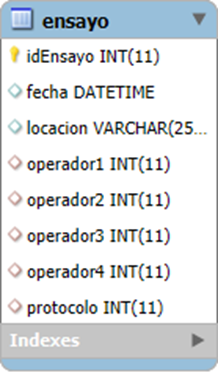 ensayo
idEnsayo INT(11)
fecha DATETIME
locacion VARCHAR(25...
operador1 INT(11)
operador2 INT(11)
operador3 INT(11)
operador4 INT(11)
protocolo INT(11)
Indexes